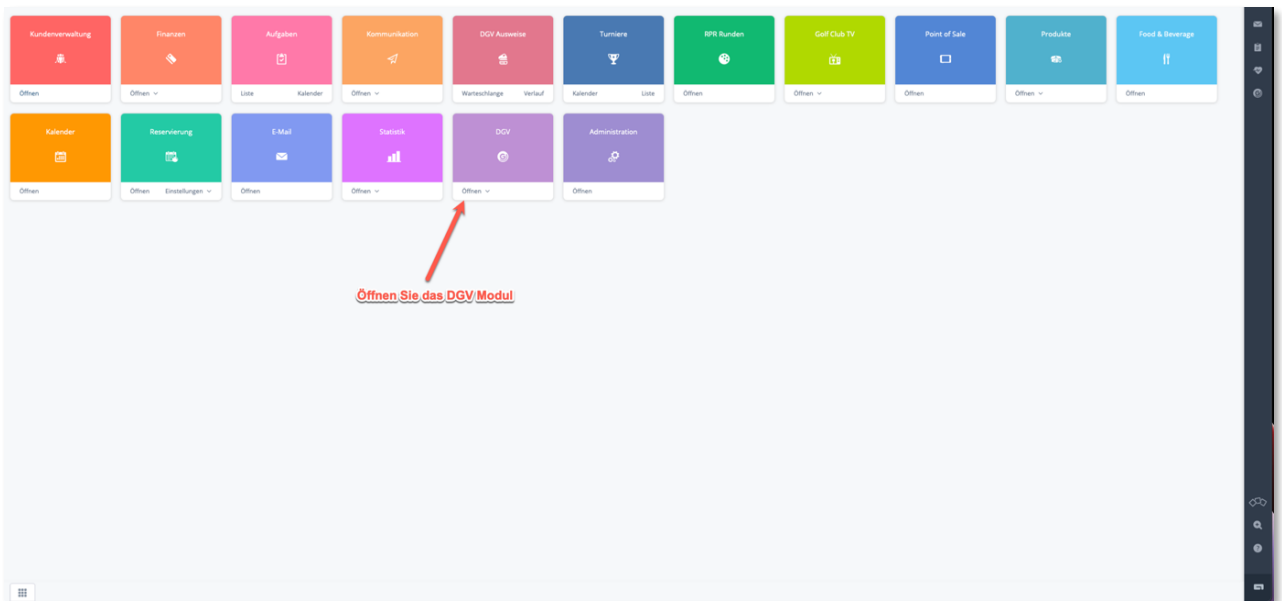 Kundenverwaltung
Finanzen
Aufgaben
Kommunikation
DGV Ausweise
Turniere
RPR Runden
Golf Club TV
Point of Sale
Produkte
Food & Beverage
Öffnen
Öffnen
Liste Kalender
Öffnen
Warteschlange Verlauf
Kalender Liste
Öffnen
Öffnen
Öffnen
Öffnen
Öffnen
Kalender
Reservierung
E-Mail
Statistik
DGV
Administration
Öffnen
Öffnen Einstellungen
Öffnen
Öffnen
Öffnen
Öffnen
Öffnen Sie das DGV Modul